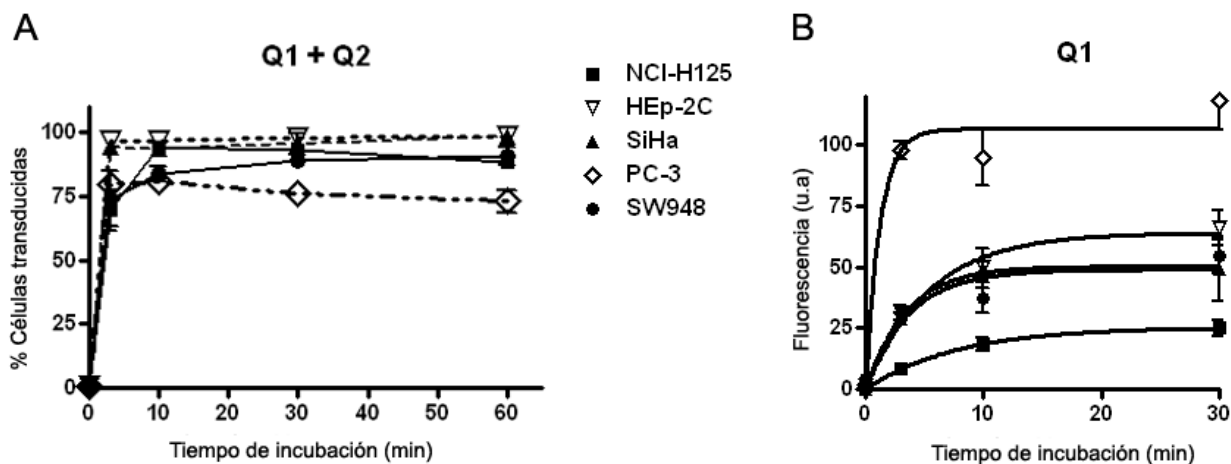 A
Q1 + Q2
% Células transducidas
100
75
50
25
0
0
10
20
30
40
50
60
Tiempo de incubación (min)
NCI-H125
HEp-2C
SiHa
PC-3
SW948
B
Q1
Fluorescencia (u.a)
100
75
50
25
0
0
10
20
30
Tiempo de incubación (min)